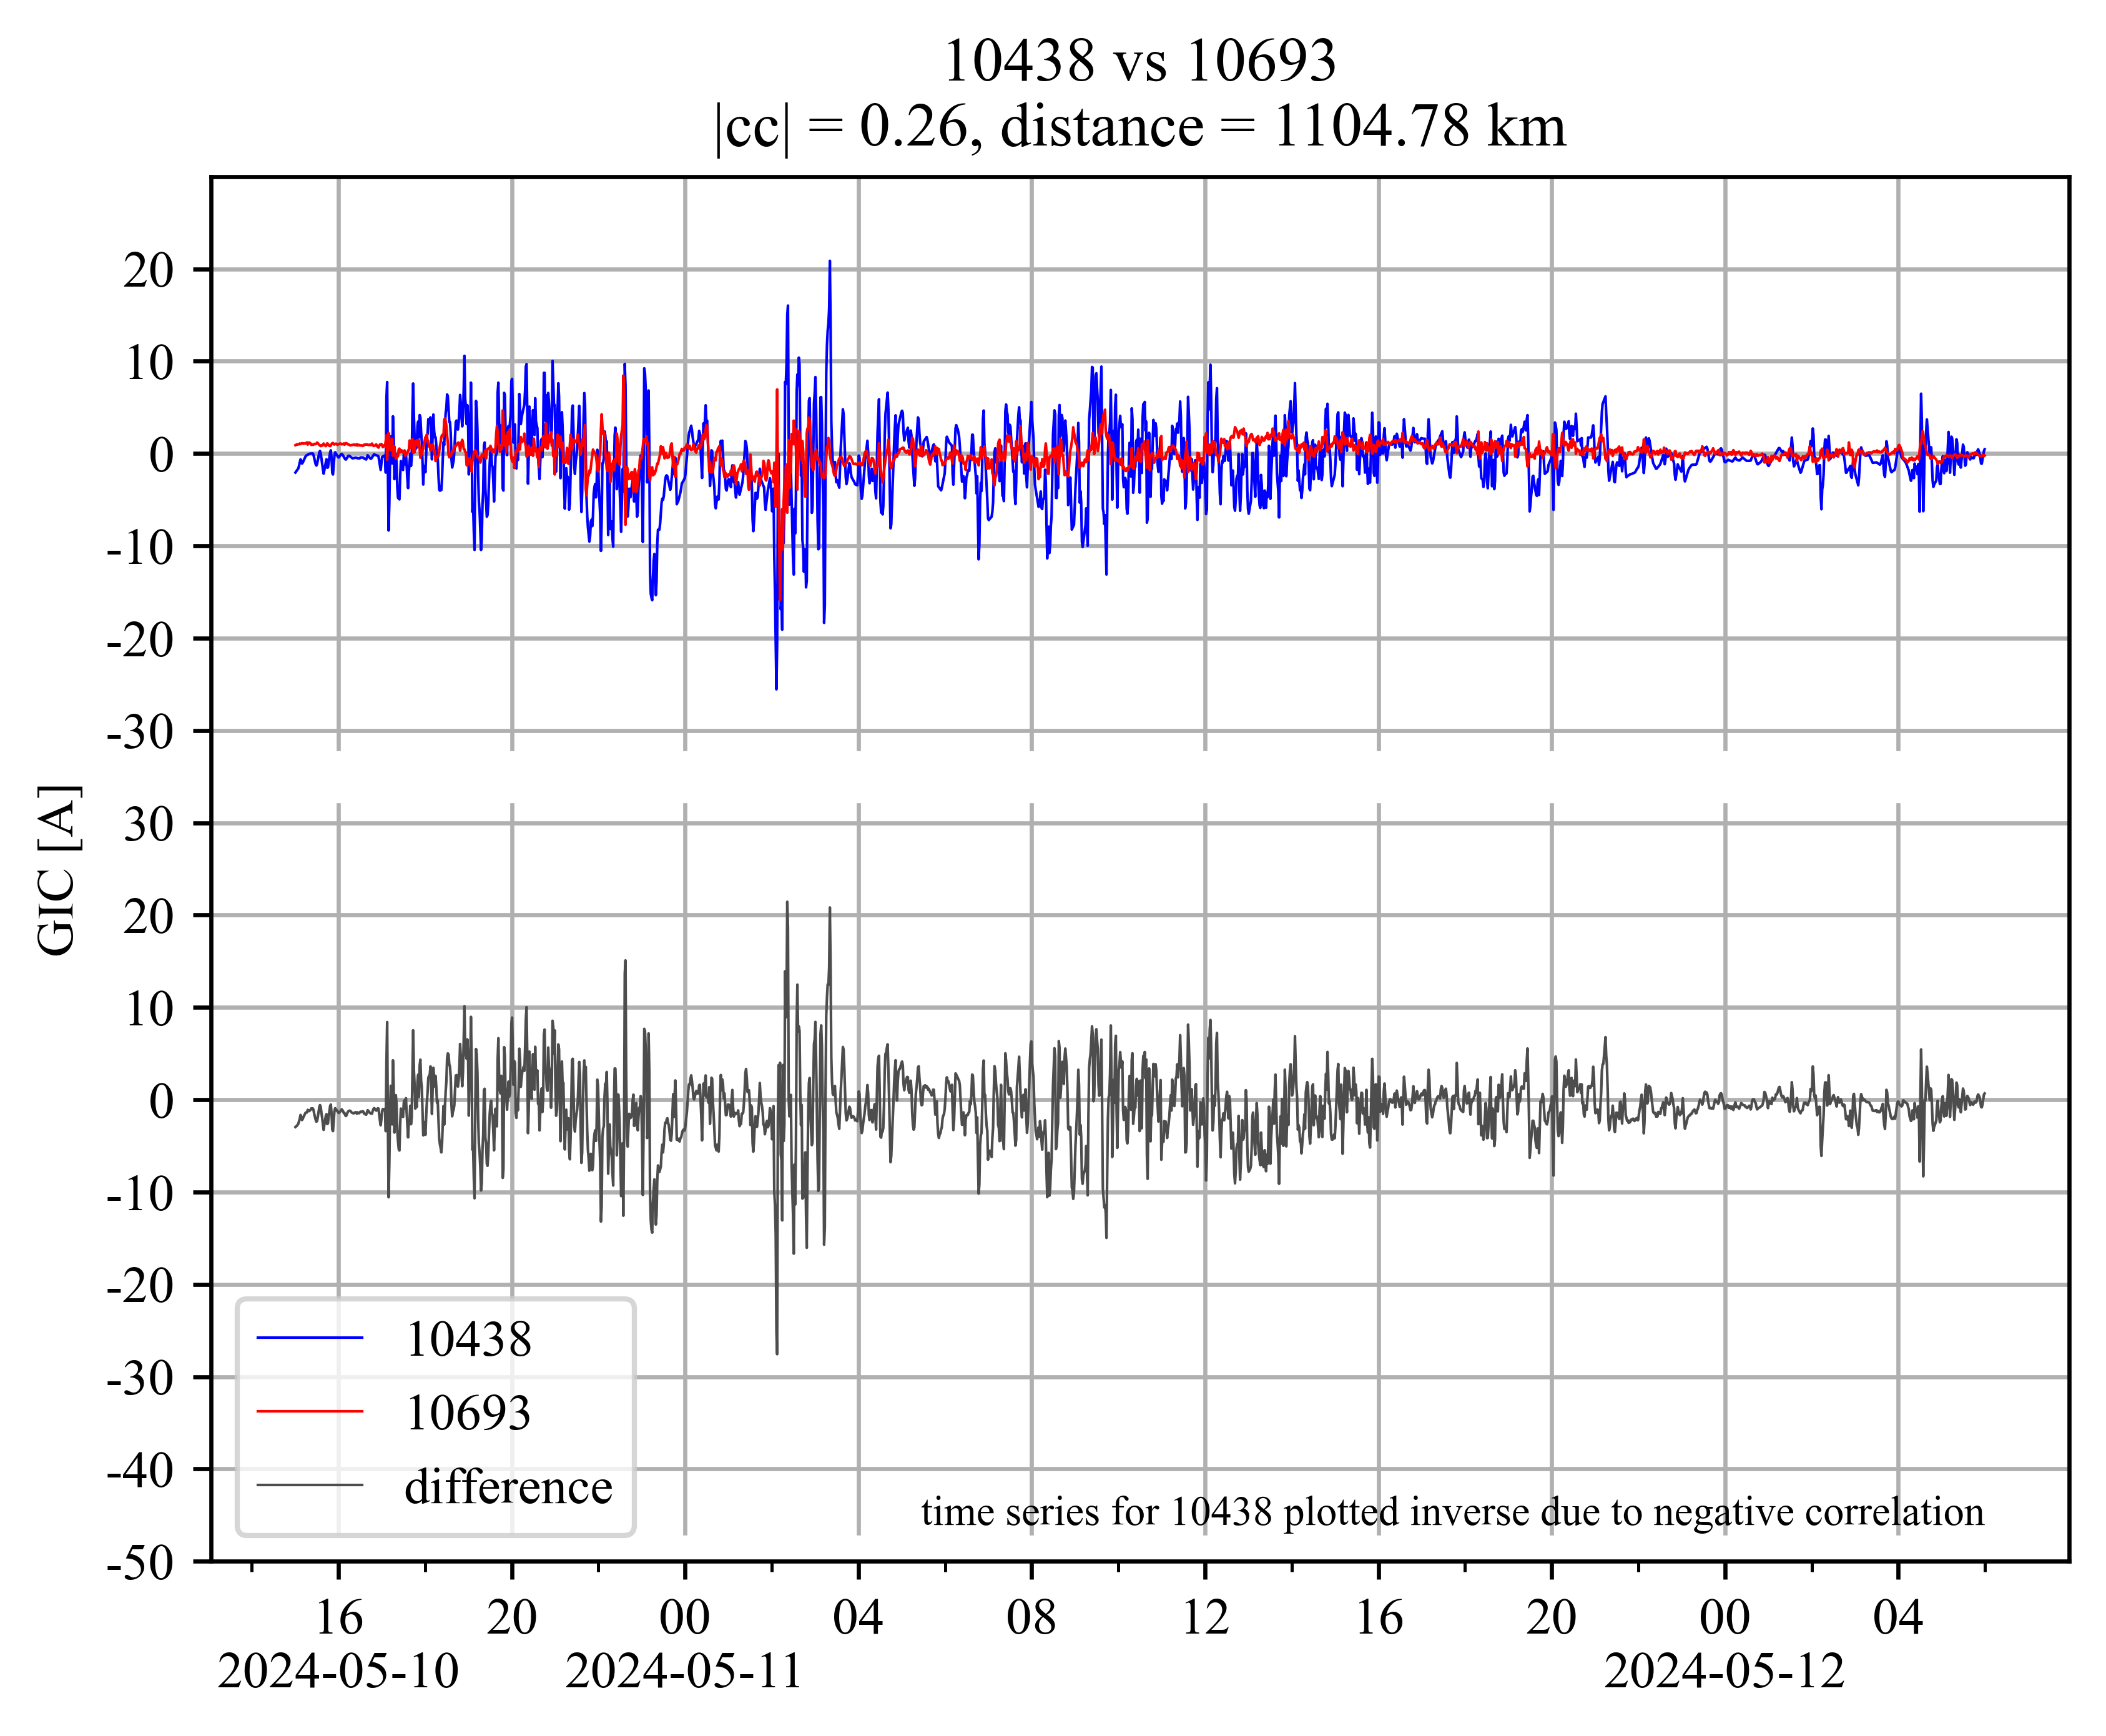 10438 vs 10693
|cc| = 0.26, distance = 1104.78 km
20
10
0
-10
-20
-30
30
20
10
0
-10
-20
-30
-40
-50
GIC [A]
10438
10693
difference
time series for 10438 plotted inverse due to negative correlation
16 20 00 04 08 12 16 20 00 04
2024-05-10 2024-05-11 2024-05-12